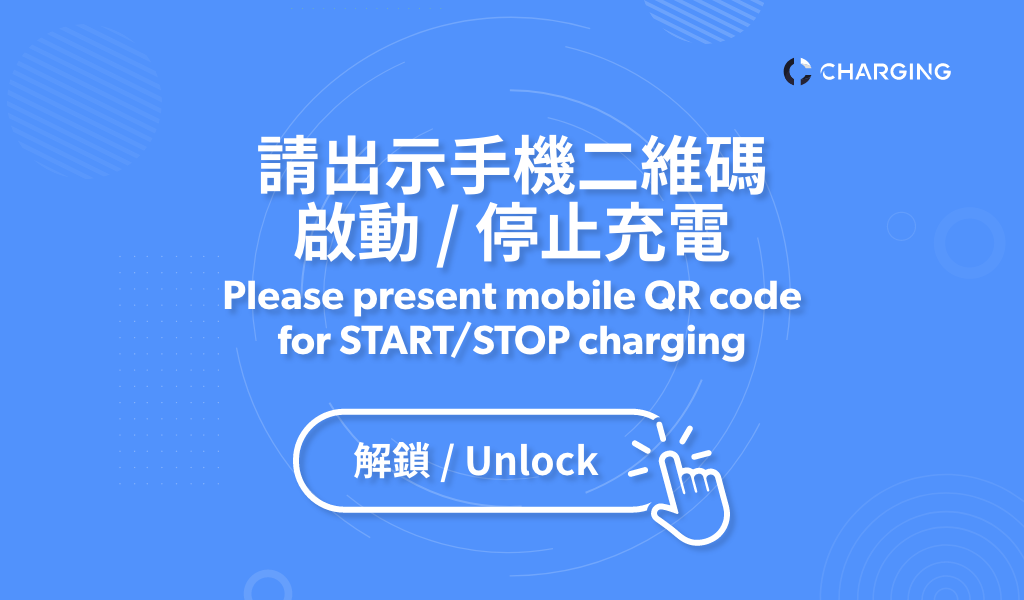 CHARGING
請出示手機二維碼
啟動 / 停止充電
Please present mobile QR code
for START/STOP charging
解鎖 / Unlock